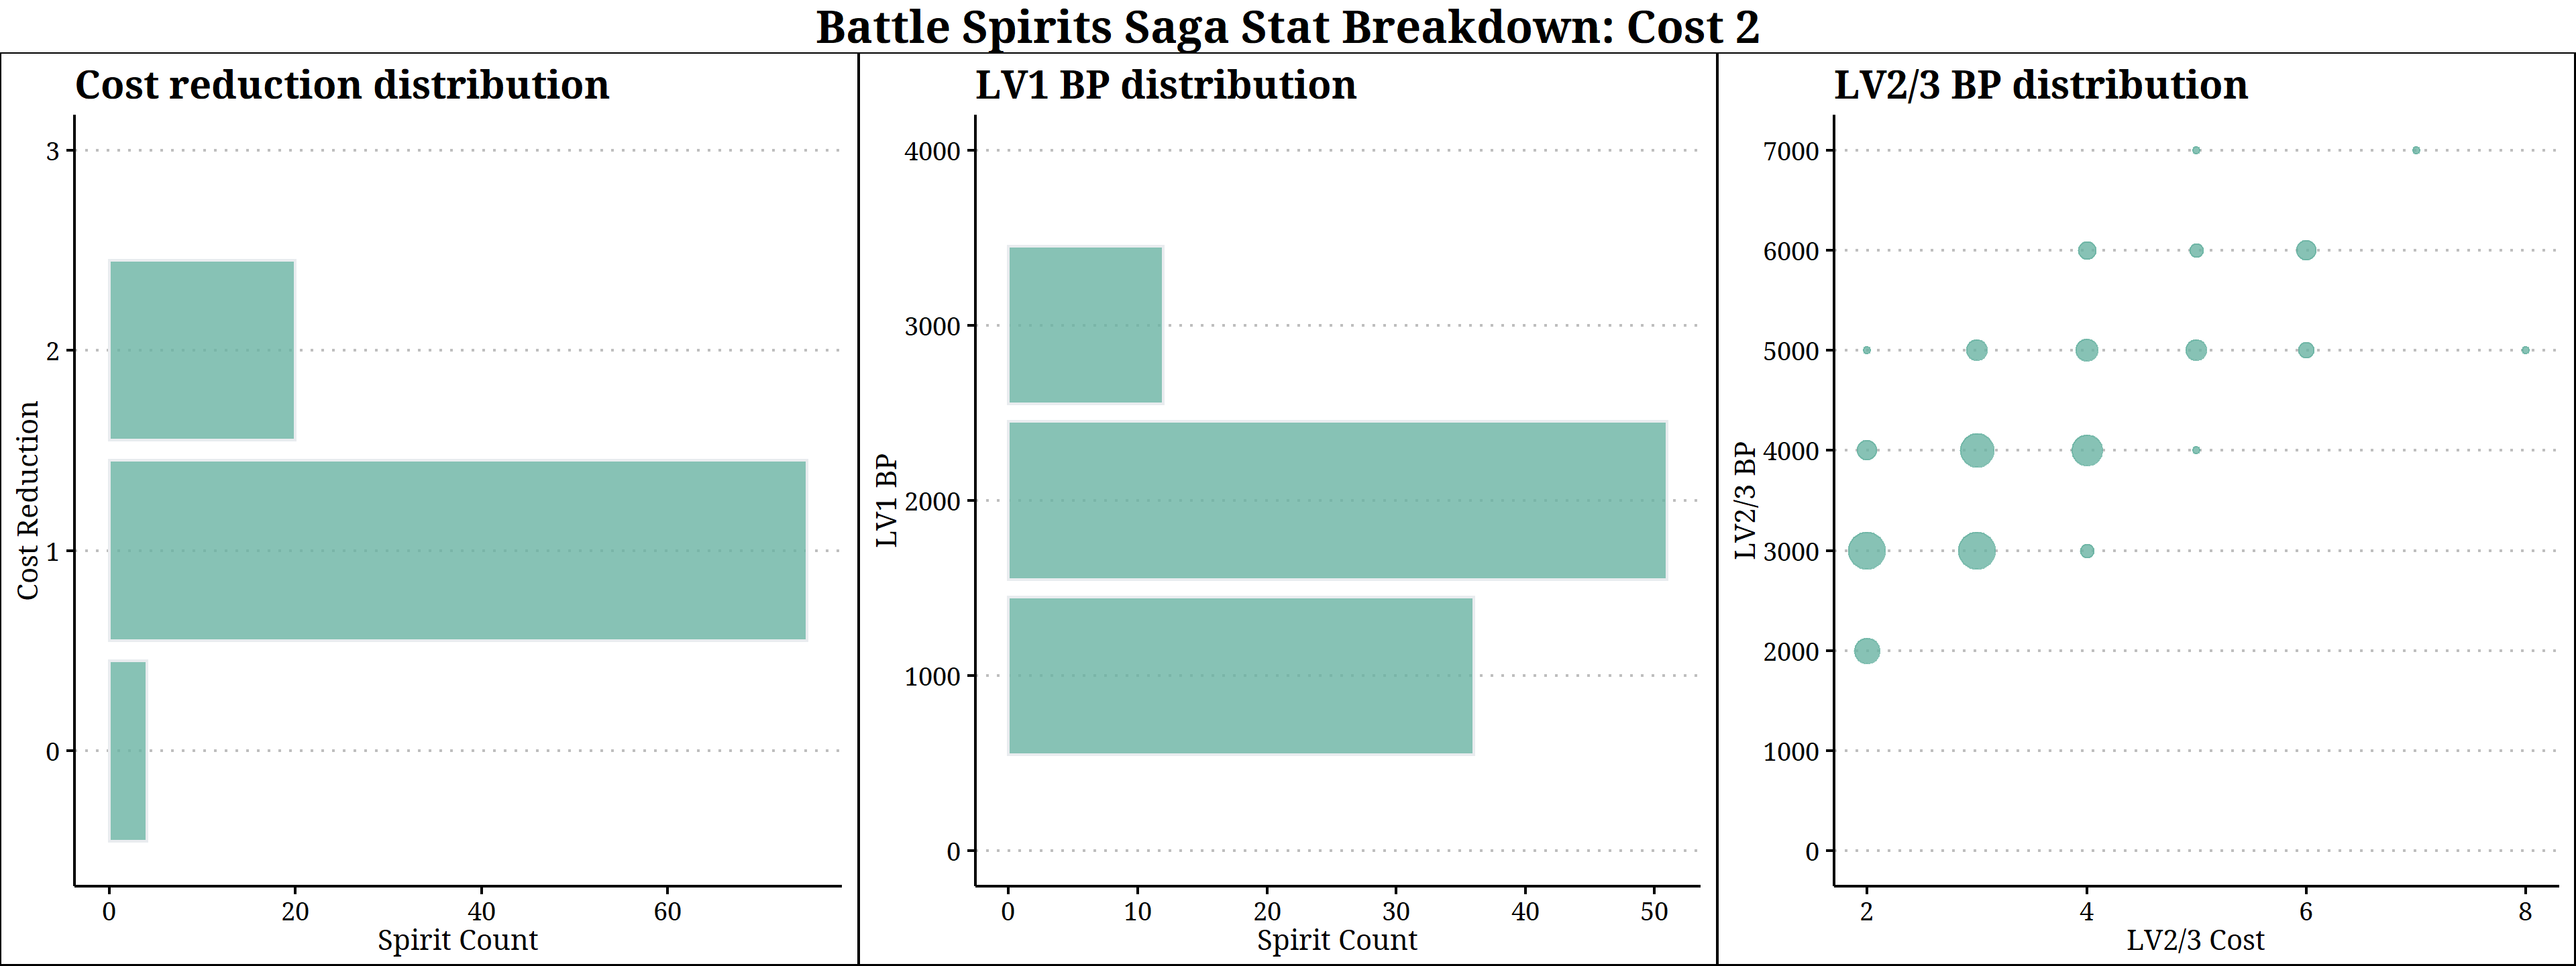 Battle Spirits Saga Stat Breakdown: Cost 2
Cost reduction distribution
Cost Reduction
3
2
1
0
0 20 40 60
Spirit Count
LV1 BP distribution
LV1 BP
4000
3000
2000
1000
0
0 10 20 30 40 50
Spirit Count
LV2/3 BP distribution
LV2/3 BP
7000
6000
5000
4000
3000
2000
1000
0
2 4 6 8
LV2/3 Cost